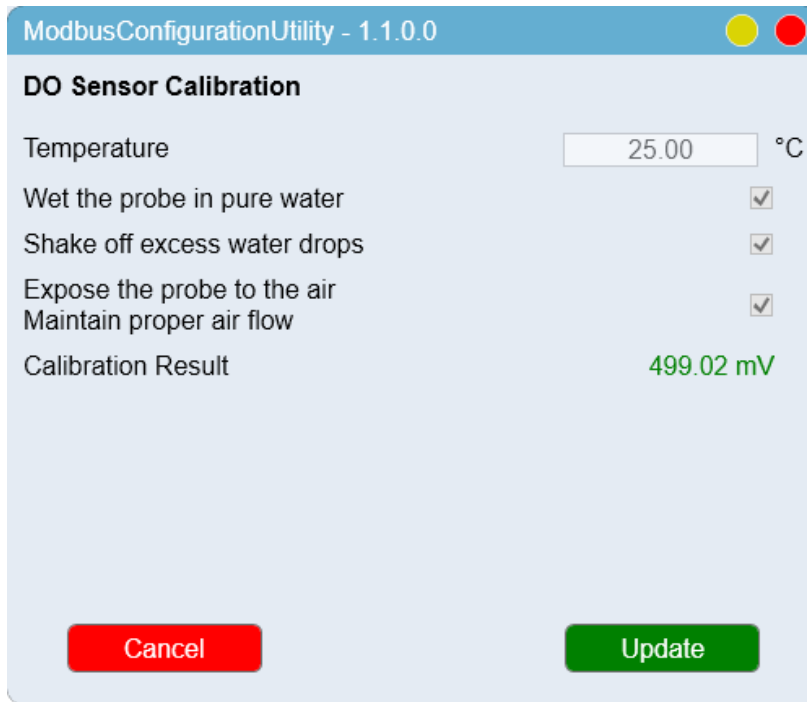 ModbusConfigurationUtility - 1.1.0.0
DO Sensor Calibration
Temperature 25.00 °C
Wet the probe in pure water
Shake off excess water drops
Expose the probe to the air
Maintain proper air flow
Calibration Result 499.02 mV
Cancel Update